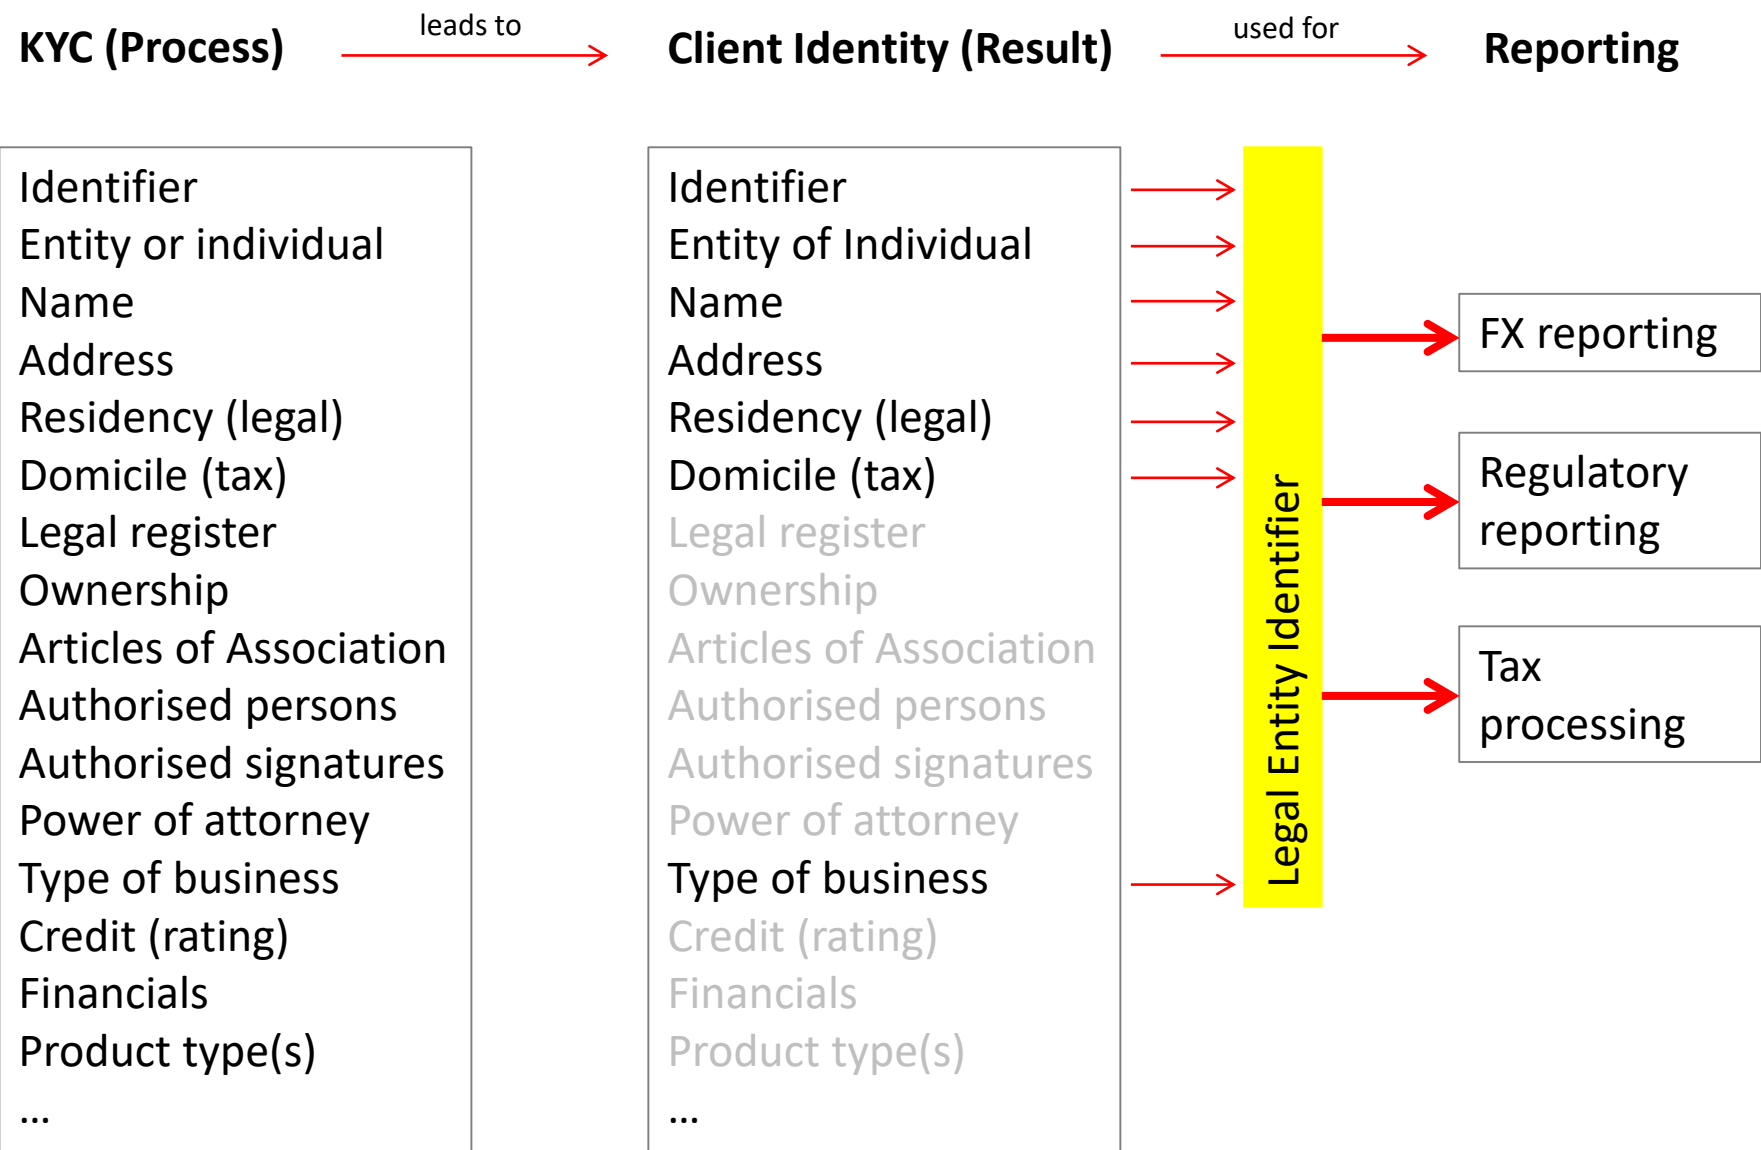 KYC (Process)
leads to
Client Identity (Result)
used for
Reporting
Identifier
Entity or individual
Name
Address
Residency (legal)
Domicile (tax)
Legal register
Ownership
Articles of Association
Authorised persons
Authorised signatures
Power of attorney
Type of business
Credit (rating)
Financials
Product type(s)
...
Identifier
Entity of Individual
Name
Address
Residency (legal)
Domicile (tax)
Legal register
Ownership
Articles of Association
Authorised persons
Authorised signatures
Power of attorney
Type of business
Credit (rating)
Financials
Product type(s)
...
Legal Entity Identifier
FX reporting
Regulatory
reporting
Tax
processing